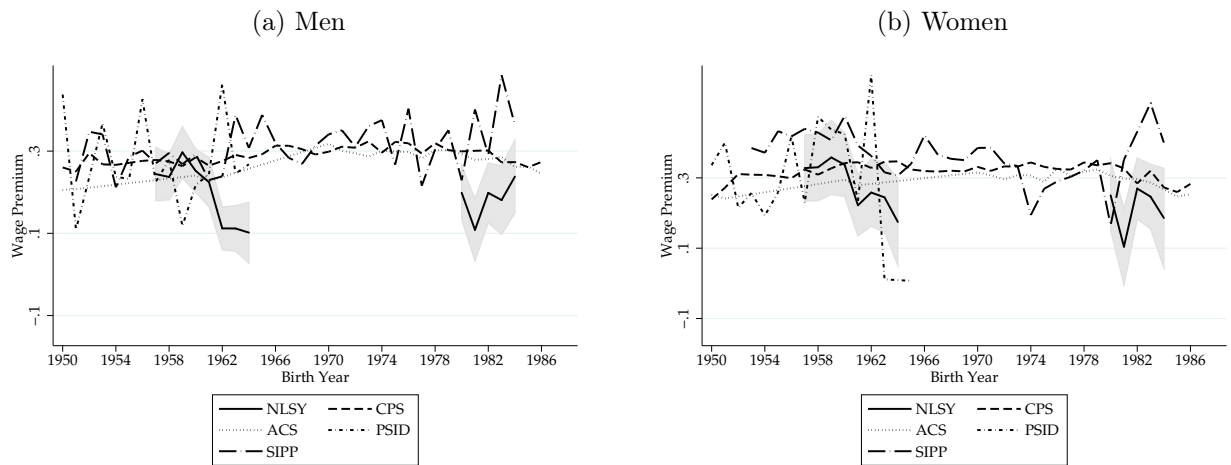 (a) Men
Wage Premium
.3
.1
−.1
1950 1954 1958 1962 1966 1970 1974 1978 1982 1986
Birth Year
NLSY CPS
ACS PSID
SIPP
(b) Women
Wage Premium
.3
.1
−.1
1950 1954 1958 1962 1966 1970 1974 1978 1982 1986
Birth Year
NLSY CPS
ACS PSID
SIPP